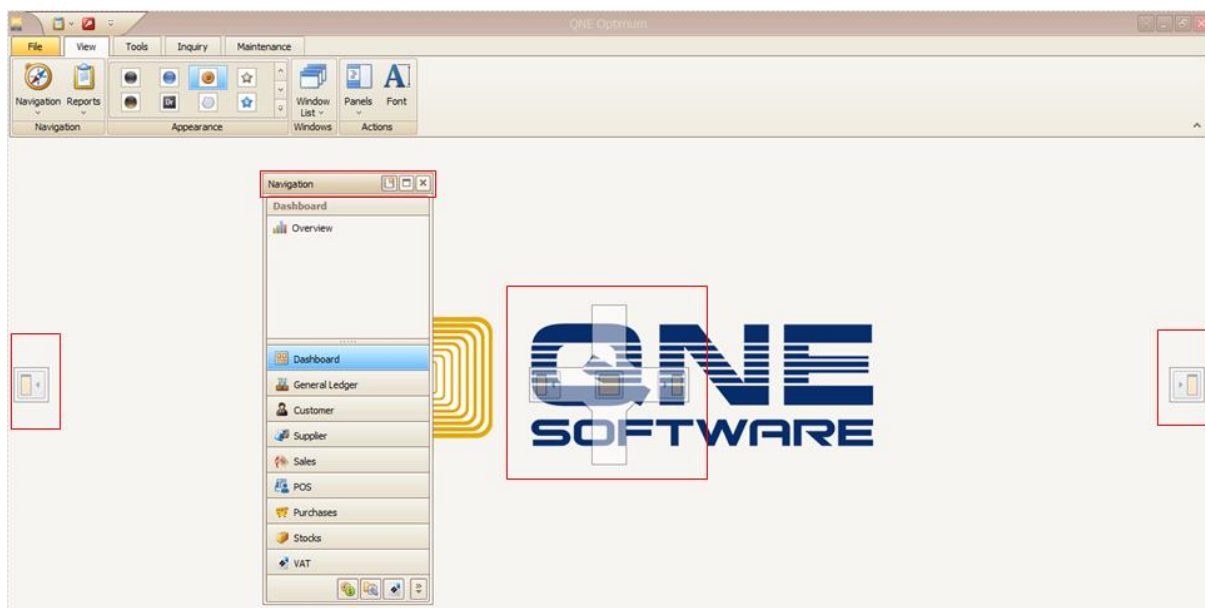 QNE Optimum
File View Tools Inquiry Maintenance
Navigation Reports Window List Panels Font
Navigation Appearance Windows Actions
Navigation
Dashboard
Overview
Dashboard
General Ledger
Customer
Supplier
Sales
POS
Purchases
Stocks
VAT
QNE
SOFTWARE